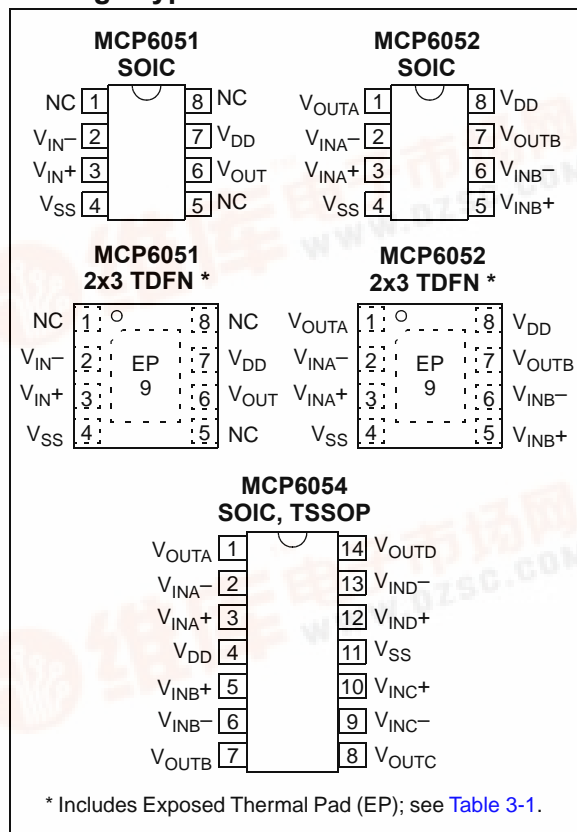 MCP6051
SOIC
NC 1 8 NC
VIN– 2 7 VDD
VIN+ 3 6 VOUT
VSS 4 5 NC
MCP6052
SOIC
VOUTA 1 8 VDD
VINA– 2 7 VOUTB
VINA+ 3 6 VINB–
VSS 4 5 VINB+
MCP6051
2x3 TDFN *
NC 1 8 NC
VIN– 2 EP 7 VDD
VIN+ 3 9 6 VOUT
VSS 4 5 NC
MCP6052
2x3 TDFN *
VOUTA 1 8 VDD
VINA– 2 EP 7 VOUTB
VINA+ 3 9 6 VINB–
VSS 4 5 VINB+
MCP6054
SOIC, TSSOP
VOUTA 1 14 VOUTD
VINA– 2 13 VIND–
VINA+ 3 12 VIND+
VDD 4 11 VSS
VINB+ 5 10 VINC+
VINB– 6 9 VINC–
VOUTB 7 8 VOUTC
* Includes Exposed Thermal Pad (EP); see Table 3-1.